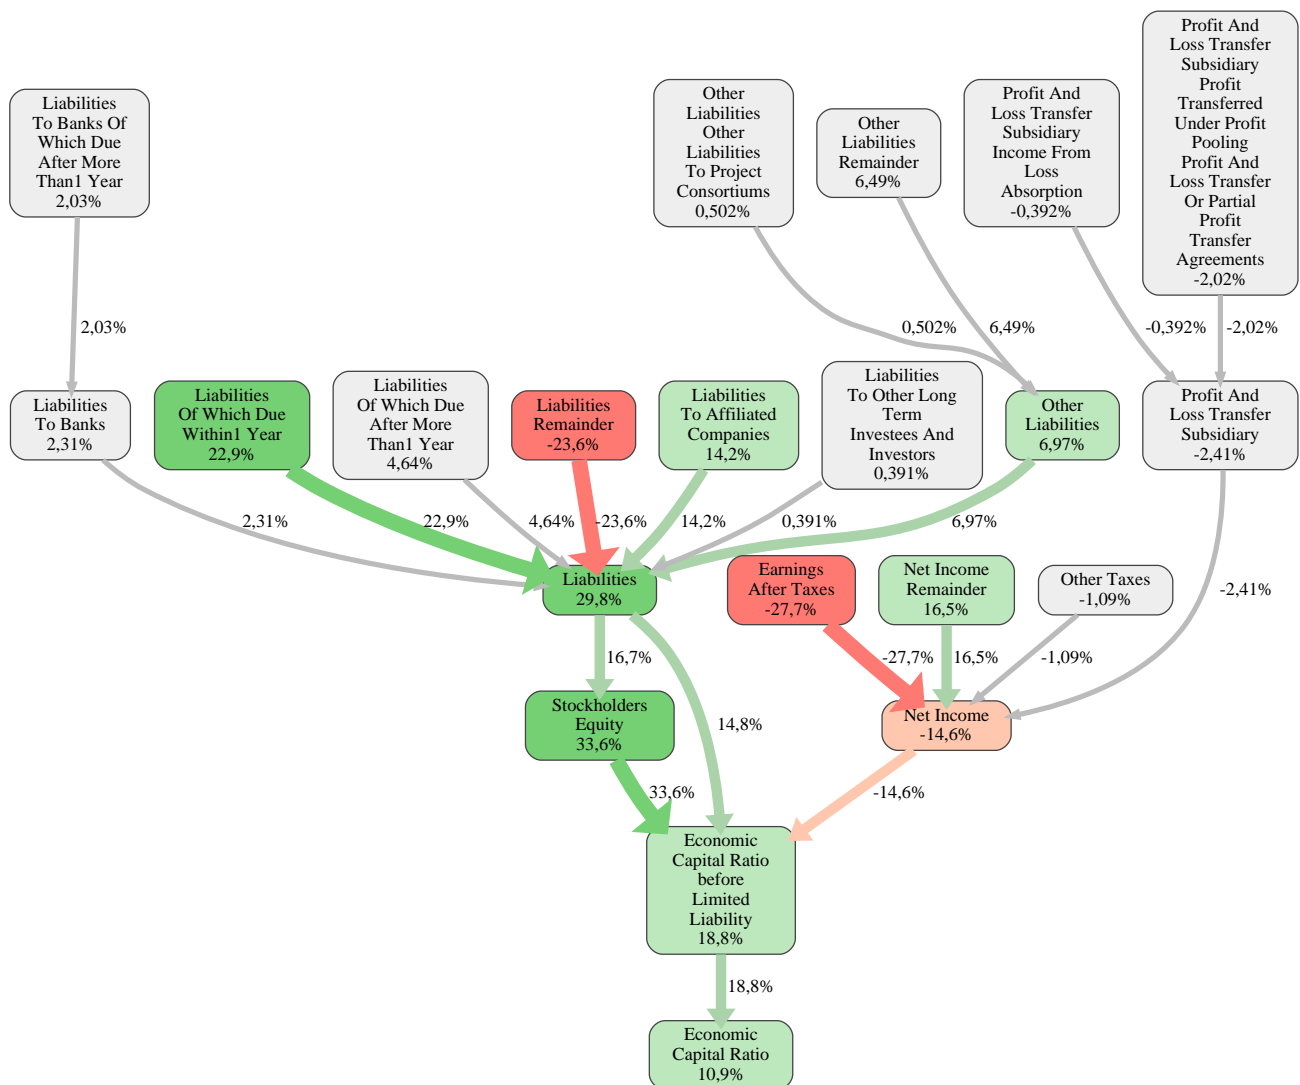 Profit And
Loss Transfer
Subsidiary
Profit
Transferred
Under Profit
Pooling
Profit And
Loss Transfer
Or Partial
Profit
Transfer
Agreements
-2,02%
Liabilities
To Banks Of
Which Due
After More
Than1 Year
2,03%
Other
Liabilities
Other
Liabilities
To Project
Consortiums
0,502%
Other
Liabilities
Remainder
6,49%
Profit And
Loss Transfer
Subsidiary
Income From
Loss
Absorption
-0,392%
2,03%
0,502%
6,49%
-0,392%
-2,02%
Liabilities
To Banks
2,31%
Liabilities
Of Which Due
Within1 Year
22,9%
Liabilities
Of Which Due
After More
Than1 Year
4,64%
Liabilities
Remainder
-23,6%
Liabilities
To Affiliated
Companies
14,2%
Liabilities
To Other Long
Term
Investees And
Investors
0,391%
Other
Liabilities
6,97%
Profit And
Loss Transfer
Subsidiary
-2,41%
2,31%
22,9%
4,64%
-23,6%
14,2%
0,391%
6,97%
-2,41%
Liabilities
29,8%
Earnings
After Taxes
-27,7%
Net Income
Remainder
16,5%
Other Taxes
-1,09%
16,7%
-27,7%
16,5%
-1,09%
Stockholders
Equity
33,6%
14,8%
Net Income
-14,6%
33,6%
-14,6%
Economic
Capital Ratio
before
Limited
Liability
18,8%
18,8%
Economic
Capital Ratio
10,9%